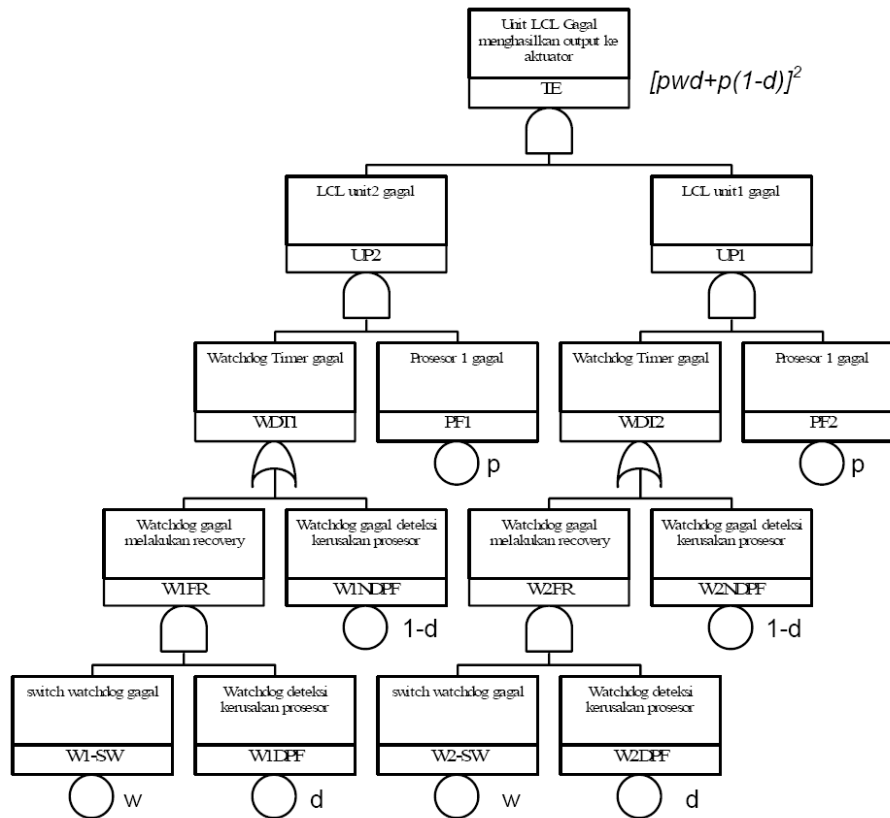 Unit LCL Gagal
menghasilkan output ke
aktuator
TE
[pwd+p(1-d)]²
LCL unit2 gagal
UP2
LCL unit1 gagal
UP1
Watchdog Timer gagal
WDT1
Prosesor 1 gagal
PF1
p
Watchdog Timer gagal
WDT2
Prosesor 1 gagal
PF2
p
Watchdog gagal
melakukan recovery
W1FR
Watchdog gagal deteksi
kerusakan prosesor
W1NDPF
1-d
Watchdog gagal
melakukan recovery
W2FR
Watchdog gagal deteksi
kerusakan prosesor
W2NDPF
1-d
switch watchdog gagal
W1-SW
w
Watchdog deteksi
kerusakan prosesor
W1DPF
d
switch watchdog gagal
W2-SW
w
Watchdog deteksi
kerusakan prosesor
W2DPF
d